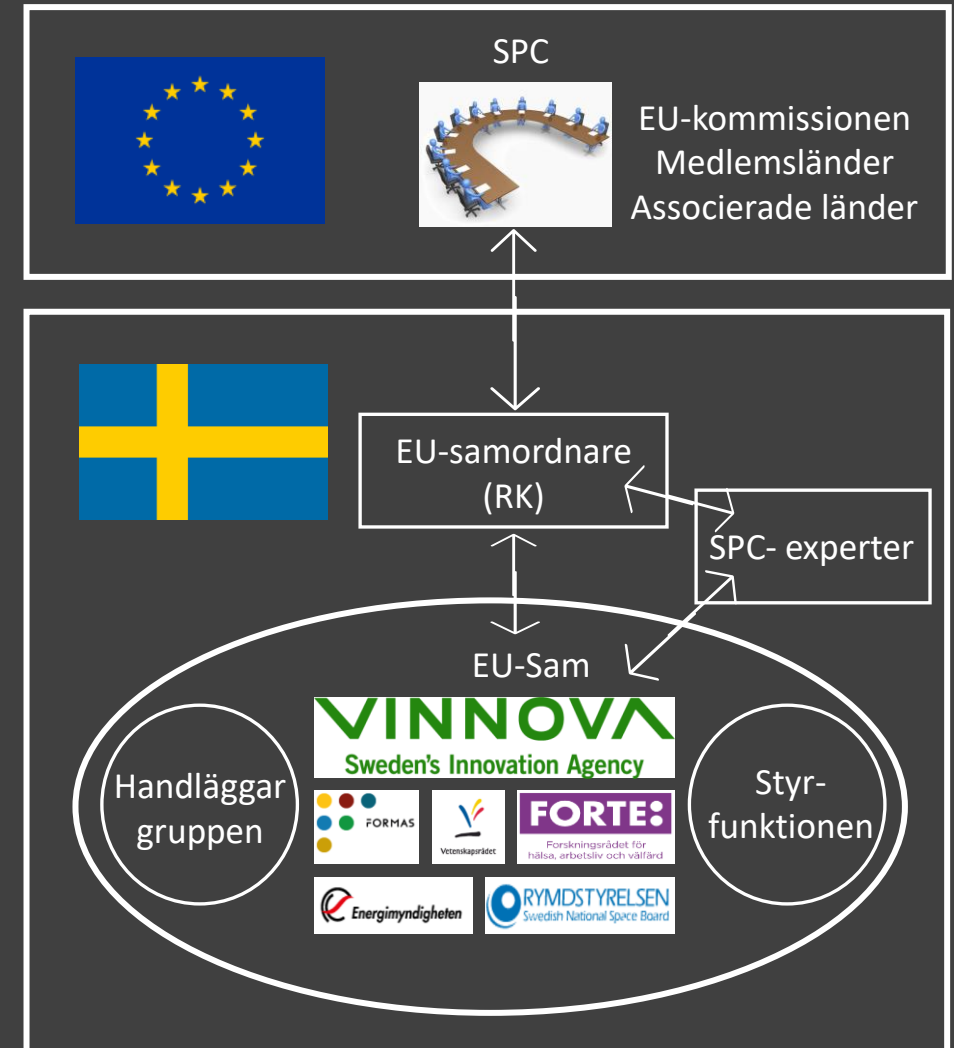 SPC
EU-kommissionen
Medlemsländer
Associerade länder
EU-samordnare
(RK)
SPC- experter
EU-Sam
VINNOVA
Sweden's Innovation Agency
Handläggar
gruppen
FORMAS
Vetenskapsrådet
FORTE:
Forskningsrådet för
hälsa, arbetsliv och välfärd
Styr-
funktionen
Energimyndigheten
RYMDSTYRELSEN
Swedish National Space Board